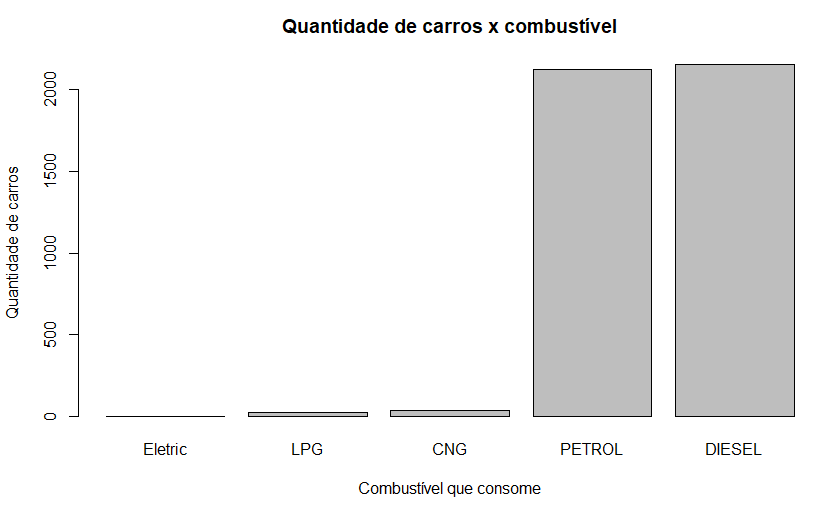 Quantidade de carros x combustível
Quantidade de carros
2000
1500
1000
500
0
Eletric LPG CNG PETROL DIESEL
Combustível que consome